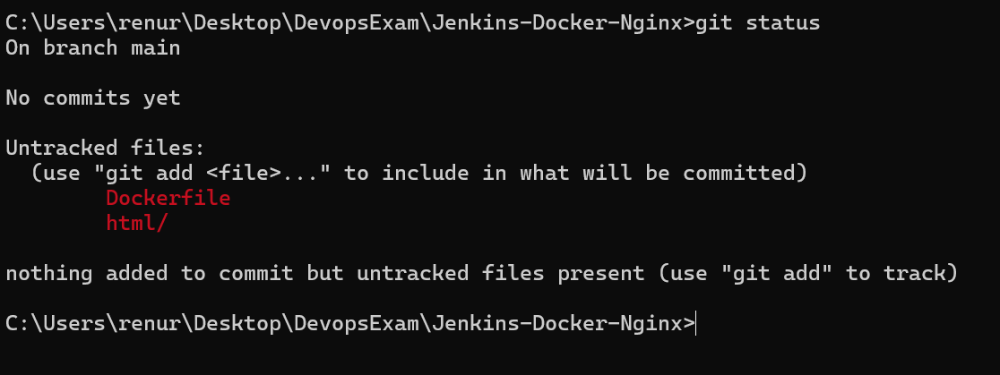 C:\Users\renur\Desktop\DevopsExam\Jenkins-Docker-Nginx>git status
On branch main
No commits yet
Untracked files:
(use "git add <file>..." to include in what will be committed)
Dockerfile
html/
nothing added to commit but untracked files present (use "git add" to track)
C:\Users\renur\Desktop\DevopsExam\Jenkins-Docker-Nginx>